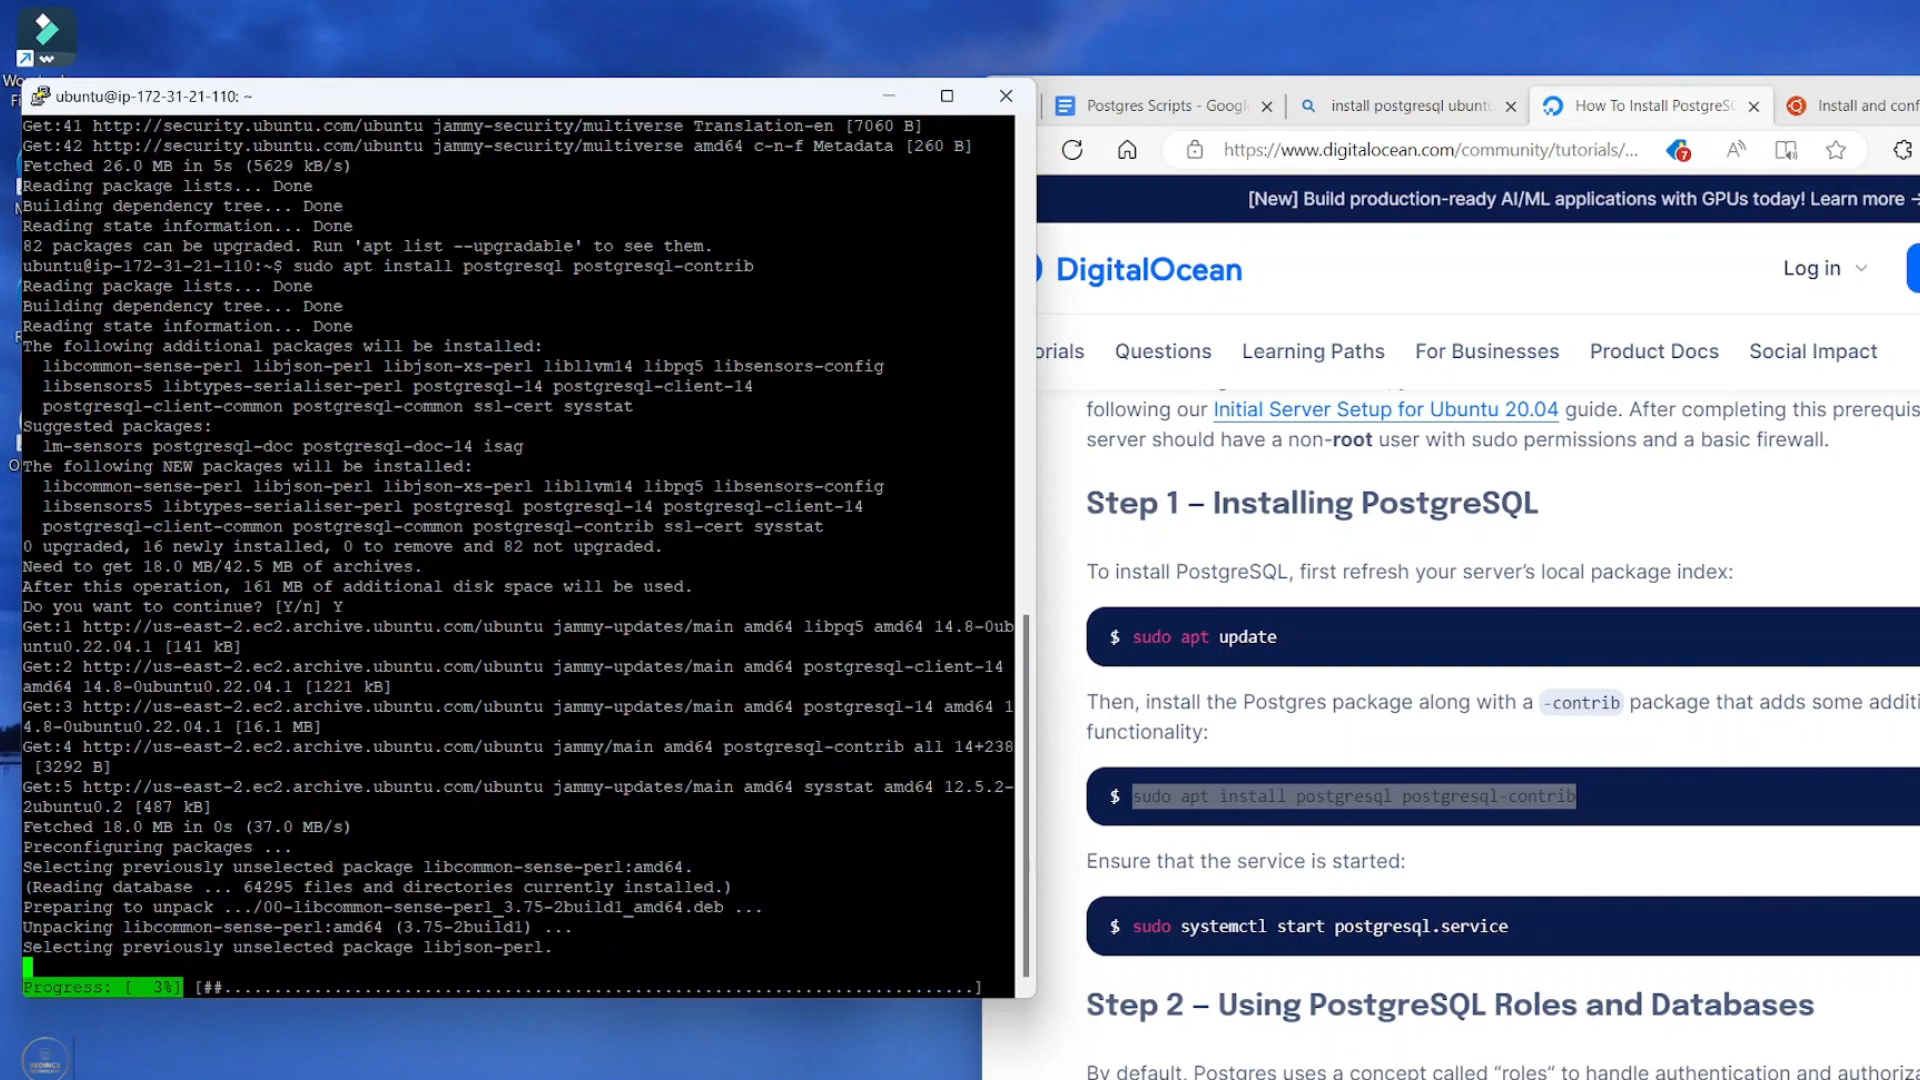 ubuntu@ip-172-31-21-110: ~
Get:41 http://security.ubuntu.com/ubuntu jammy-security/multiverse Translation-en [7060 B]
Get:42 http://security.ubuntu.com/ubuntu jammy-security/multiverse amd64 c-n-f Metadata [260 B]
Fetched 26.0 MB in 5s (5629 kB/s)
Reading package lists... Done
Building dependency tree... Done
Reading state information... Done
82 packages can be upgraded. Run 'apt list --upgradable' to see them.
ubuntu@ip-172-31-21-110:~$ sudo apt install postgresql postgresql-contrib
Reading package lists... Done
Building dependency tree... Done
Reading state information... Done
The following additional packages will be installed:
libcommon-sense-perl libjson-perl libjson-xs-perl libllvm14 libpq5 libsensors-config
libsensors5 libtypes-serialiser-perl postgresql-14 postgresql-client-14
postgresql-client-common postgresql-common ssl-cert sysstat
Suggested packages:
lm-sensors postgresql-doc postgresql-doc-14 isag
The following NEW packages will be installed:
libcommon-sense-perl libjson-perl libjson-xs-perl libllvm14 libpq5 libsensors-config
libsensors5 libtypes-serialiser-perl postgresql postgresql-14 postgresql-client-14
postgresql-client-common postgresql-common postgresql-contrib ssl-cert sysstat
0 upgraded, 16 newly installed, 0 to remove and 82 not upgraded.
Need to get 18.0 MB/42.5 MB of archives.
After this operation, 161 MB of additional disk space will be used.
Do you want to continue? [Y/n] Y
Get:1 http://us-east-2.ec2.archive.ubuntu.com/ubuntu jammy-updates/main amd64 libpq5 amd64 14.8-0ub
untu0.22.04.1 [141 kB]
Get:2 http://us-east-2.ec2.archive.ubuntu.com/ubuntu jammy-updates/main amd64 postgresql-client-14
amd64 14.8-0ubuntu0.22.04.1 [1221 kB]
Get:3 http://us-east-2.ec2.archive.ubuntu.com/ubuntu jammy-updates/main amd64 postgresql-14 amd64 1
4.8-0ubuntu0.22.04.1 [16.1 MB]
Get:4 http://us-east-2.ec2.archive.ubuntu.com/ubuntu jammy/main amd64 postgresql-contrib all 14+238
[3292 B]
Get:5 http://us-east-2.ec2.archive.ubuntu.com/ubuntu jammy-updates/main amd64 sysstat amd64 12.5.2-
2ubuntu0.2 [487 kB]
Fetched 18.0 MB in 0s (37.0 MB/s)
Preconfiguring packages ...
Selecting previously unselected package libcommon-sense-perl:amd64.
(Reading database ... 64295 files and directories currently installed.)
Preparing to unpack .../00-libcommon-sense-perl_3.75-2build1_amd64.deb ...
Unpacking libcommon-sense-perl:amd64 (3.75-2build1) ...
Selecting previously unselected package libjson-perl.
Progress: [  3%] [##..........................................................................]
Postgres Scripts - Googl
install postgresql ubunt
How To Install PostgreS
Install and conf
https://www.digitalocean.com/community/tutorials/...
7
[New] Build production-ready AI/ML applications with GPUs today! Learn more →
DigitalOcean
Log in
orials
Questions
Learning Paths
For Businesses
Product Docs
Social Impact
following our Initial Server Setup for Ubuntu 20.04 guide. After completing this prerequis
server should have a non-root user with sudo permissions and a basic firewall.
Step 1 – Installing PostgreSQL
To install PostgreSQL, first refresh your server’s local package index:
$ sudo apt update
Then, install the Postgres package along with a -contrib package that adds some additi
functionality:
$ sudo apt install postgresql postgresql-contrib
Ensure that the service is started:
$ sudo systemctl start postgresql.service
Step 2 – Using PostgreSQL Roles and Databases
By default, Postgres uses a concept called “roles” to handle authentication and authoriza